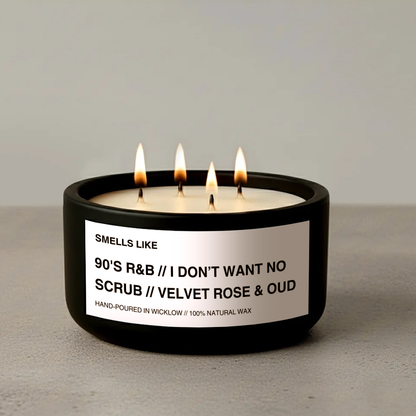 SMELLS LIKE
90'S R&B // I DON'T WANT NO
SCRUB // VELVET ROSE & OUD
HAND-POURED IN WICKLOW // 100% NATURAL WAX